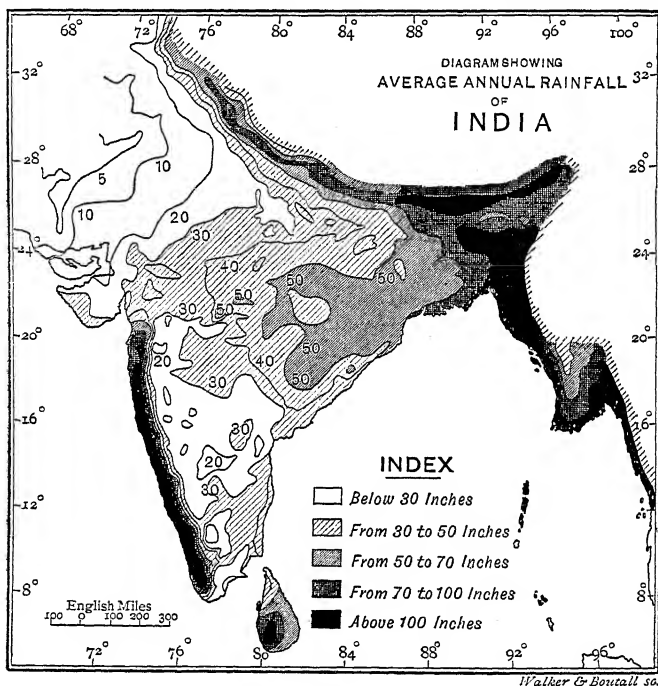 68° 72° 76° 80° 84° 88° 92° 96° 100°
DIAGRAM SHOWING
AVERAGE ANNUAL RAINFALL
OF
INDIA
32° 32°
28° 28°
24° 24°
20° 20°
16° 16°
12° 12°
8° 8°
5
10
10
20
30
40
50
50
50
50
30
30
20
40
50
30
50
30
20
30
INDEX
Below 30 Inches
From 30 to 50 Inches
From 50 to 70 Inches
From 70 to 100 Inches
Above 100 Inches
English Miles
100 0 100 200 300
72° 76° 80° 84° 88° 92° 96°
Walker & Boutall sc.